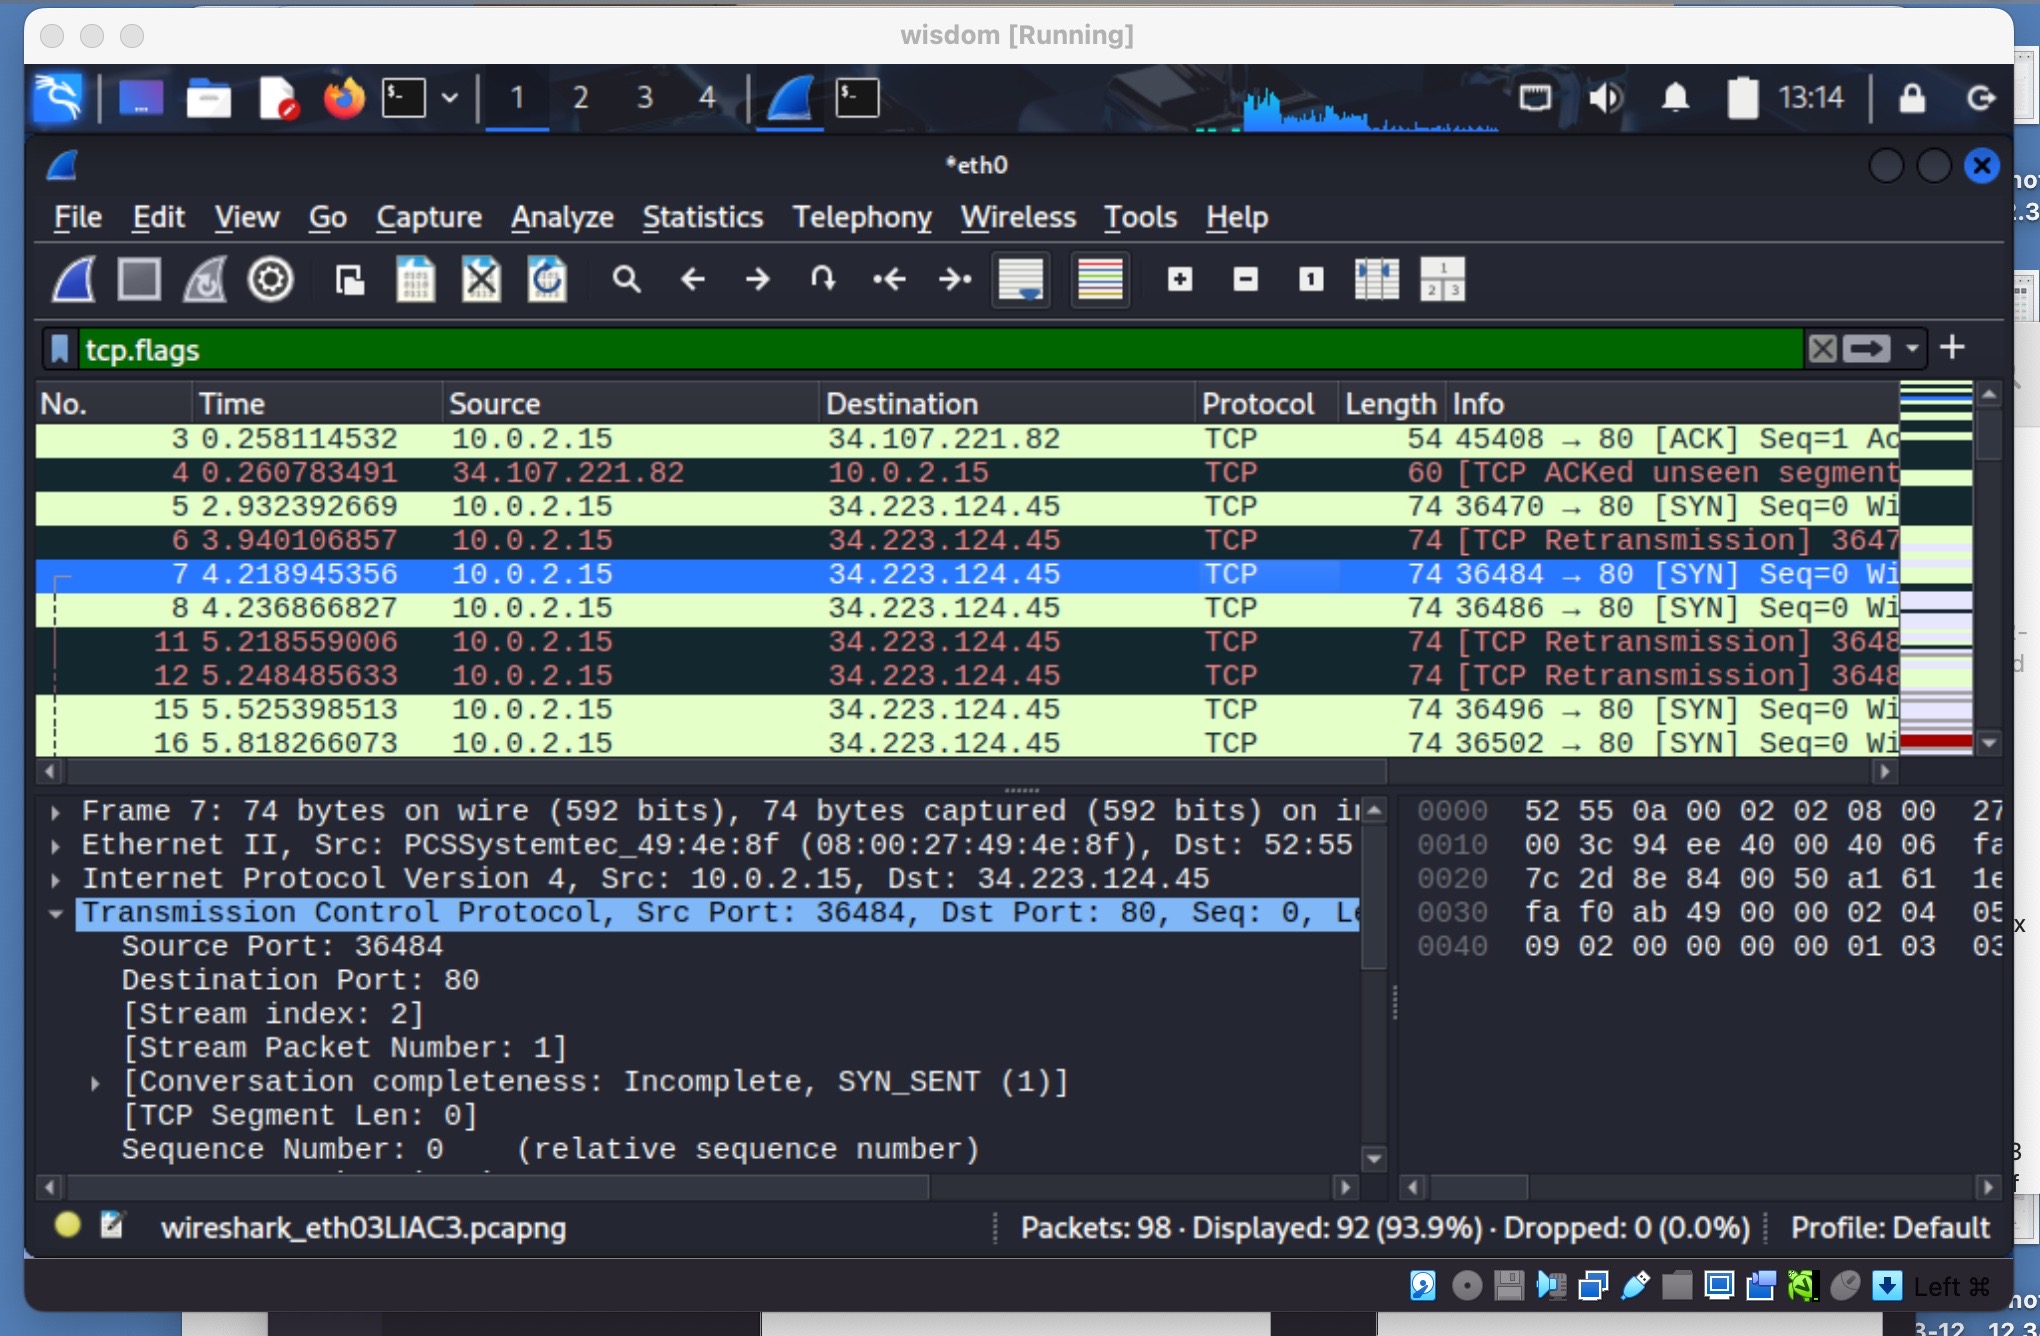 wisdom [Running]
1 2 3 4 13:14
*eth0
File Edit View Go Capture Analyze Statistics Telephony Wireless Tools Help
tcp.flags
No. Time Source Destination Protocol Length Info
3 0.258114532 10.0.2.15 34.107.221.82 TCP 54 45408 → 80 [ACK] Seq=1 Ac
4 0.260783491 34.107.221.82 10.0.2.15 TCP 60 [TCP ACKed unseen segment
5 2.932392669 10.0.2.15 34.223.124.45 TCP 74 36470 → 80 [SYN] Seq=0 Wi
6 3.940106857 10.0.2.15 34.223.124.45 TCP 74 [TCP Retransmission] 3647
7 4.218945356 10.0.2.15 34.223.124.45 TCP 74 36484 → 80 [SYN] Seq=0 Wi
8 4.236866827 10.0.2.15 34.223.124.45 TCP 74 36486 → 80 [SYN] Seq=0 Wi
11 5.218559006 10.0.2.15 34.223.124.45 TCP 74 [TCP Retransmission] 3648
12 5.248485633 10.0.2.15 34.223.124.45 TCP 74 [TCP Retransmission] 3648
15 5.525398513 10.0.2.15 34.223.124.45 TCP 74 36496 → 80 [SYN] Seq=0 Wi
16 5.818266073 10.0.2.15 34.223.124.45 TCP 74 36502 → 80 [SYN] Seq=0 Wi
Frame 7: 74 bytes on wire (592 bits), 74 bytes captured (592 bits) on
Ethernet II, Src: PCSSystemtec_49:4e:8f (08:00:27:49:4e:8f), Dst: 52:55
Internet Protocol Version 4, Src: 10.0.2.15, Dst: 34.223.124.45
Transmission Control Protocol, Src Port: 36484, Dst Port: 80, Seq: 0,
Source Port: 36484
Destination Port: 80
[Stream index: 2]
[Stream Packet Number: 1]
[Conversation completeness: Incomplete, SYN_SENT (1)]
[TCP Segment Len: 0]
Sequence Number: 0 (relative sequence number)
0000 52 55 0a 00 02 02 08 00 27
0010 00 3c 94 ee 40 00 40 06 fa
0020 7c 2d 8e 84 00 50 a1 61 1e
0030 fa f0 ab 49 00 00 02 04 05
0040 09 02 00 00 00 00 01 03 03
wireshark_eth03LIAC3.pcapng Packets: 98 · Displayed: 92 (93.9%) · Dropped: 0 (0.0%) Profile: Default
Left ⌘